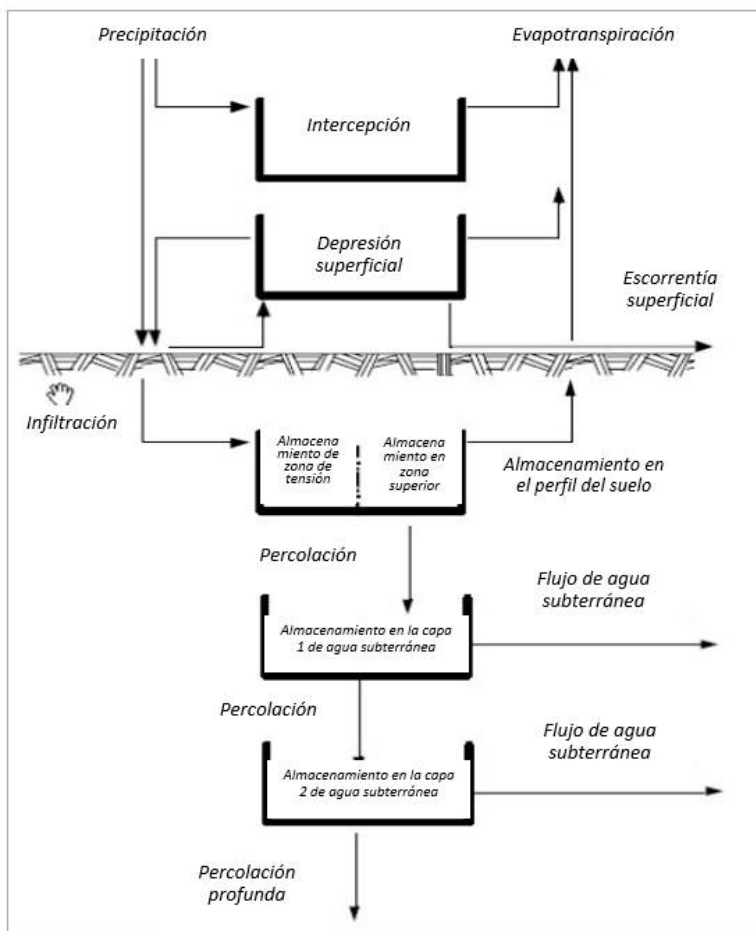 Precipitación
Evapotranspiración
Intercepción
Depresión
superficial
Escorrentía
superficial
Infiltración
Almacena
miento de
zona de
tensión
Almacena
miento en
zona
superior
Almacenamiento en
el perfil del suelo
Percolación
Flujo de agua
subterránea
Almacenamiento en la capa
1 de agua subterránea
Percolación
Flujo de agua
subterránea
Almacenamiento en la capa
2 de agua subterránea
Percolación
profunda